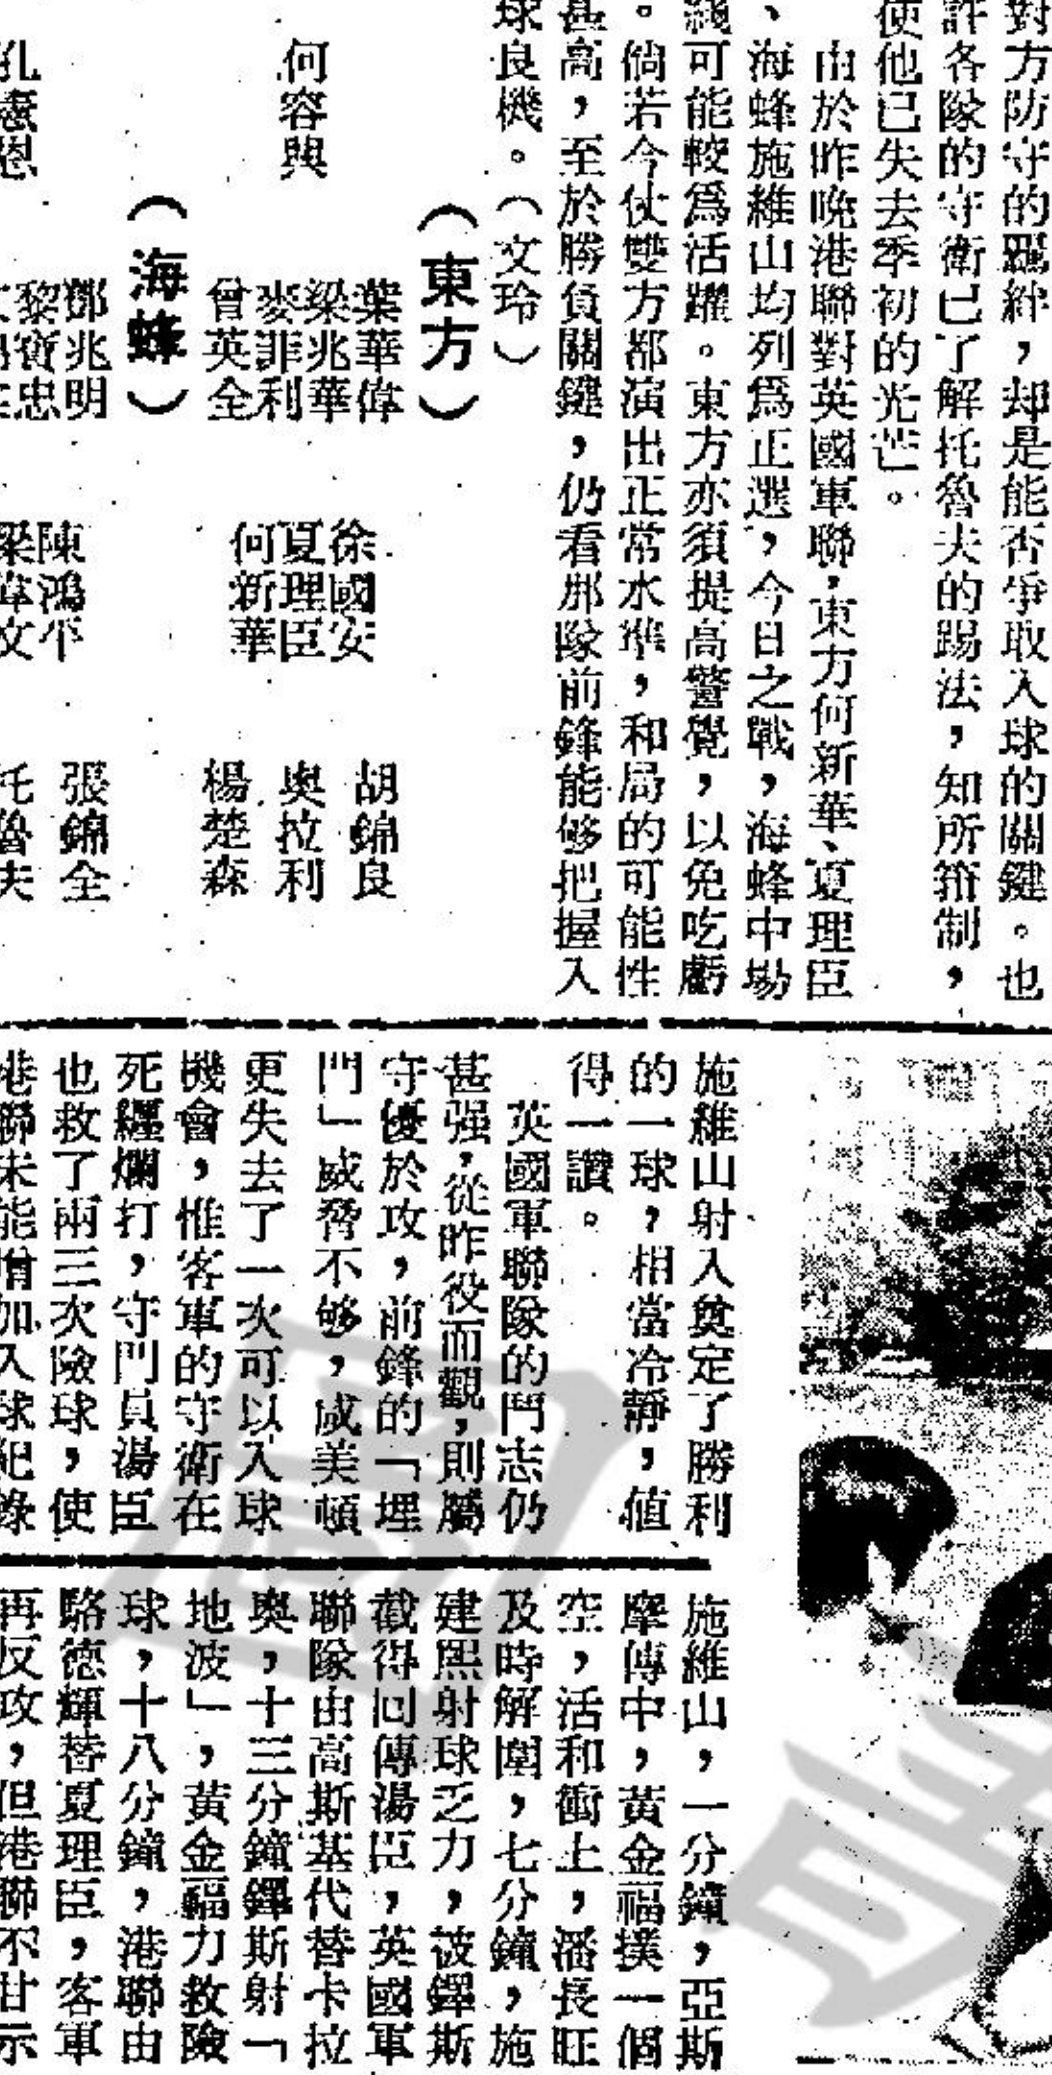 對方防守的羈絆，却是能否爭取入球的關鍵。也
許各隊的守衛已了解托魯夫的踢法，知所箝制，
使他已失去季初的光芒。
由於昨晚港聯對英國軍聯，東方何新華、夏理臣
、海蜂施維山均列爲正選，今日之戰，海蜂中場
綫可能較爲活躍。東方亦須提高警覺，以免吃虧
。倘若今仗雙方都演出正常水準，和局的可能性
甚高，至於勝負關鍵，仍看那隊前鋒能够把握入
球良機。（文玲）
（東方）
葉華偉　徐國安　胡錦良
梁兆華　夏理臣　奧拉利
何容興　麥菲利　何新華　楊楚森
曾英全
（海蜂）
鄧兆明　陳鴻平　張錦全
黎寶忠　梁偉文　托魯夫
孔憲恩
施維山射入奠定了勝利
的一球，相當冷靜，值
得一讚。
英國軍聯隊的鬥志仍
甚强，從昨役而觀，則屬
守優於攻，前鋒的「埋
門」威脅不够，咸美頓
更失去了一次可以入球
機會，惟客軍的守衛在
死纒爛打，守門員湯臣
也救了兩三次險球，使
港聯未能增加入球紀錄
施維山，一分鐘，亞斯
摩傳中，黃金福撲一個
空，活和衝上，潘長旺
及時解圍，七分鐘，施
建熙射球乏力，被鐸斯
截得回傳湯臣，英國軍
聯隊由高斯基代替卡拉
奧，十三分鐘鐸斯射「
地波」，黃金福力救險
球，十八分鐘，港聯由
駱德輝替夏理臣，客軍
再反攻，但港聯不甘示